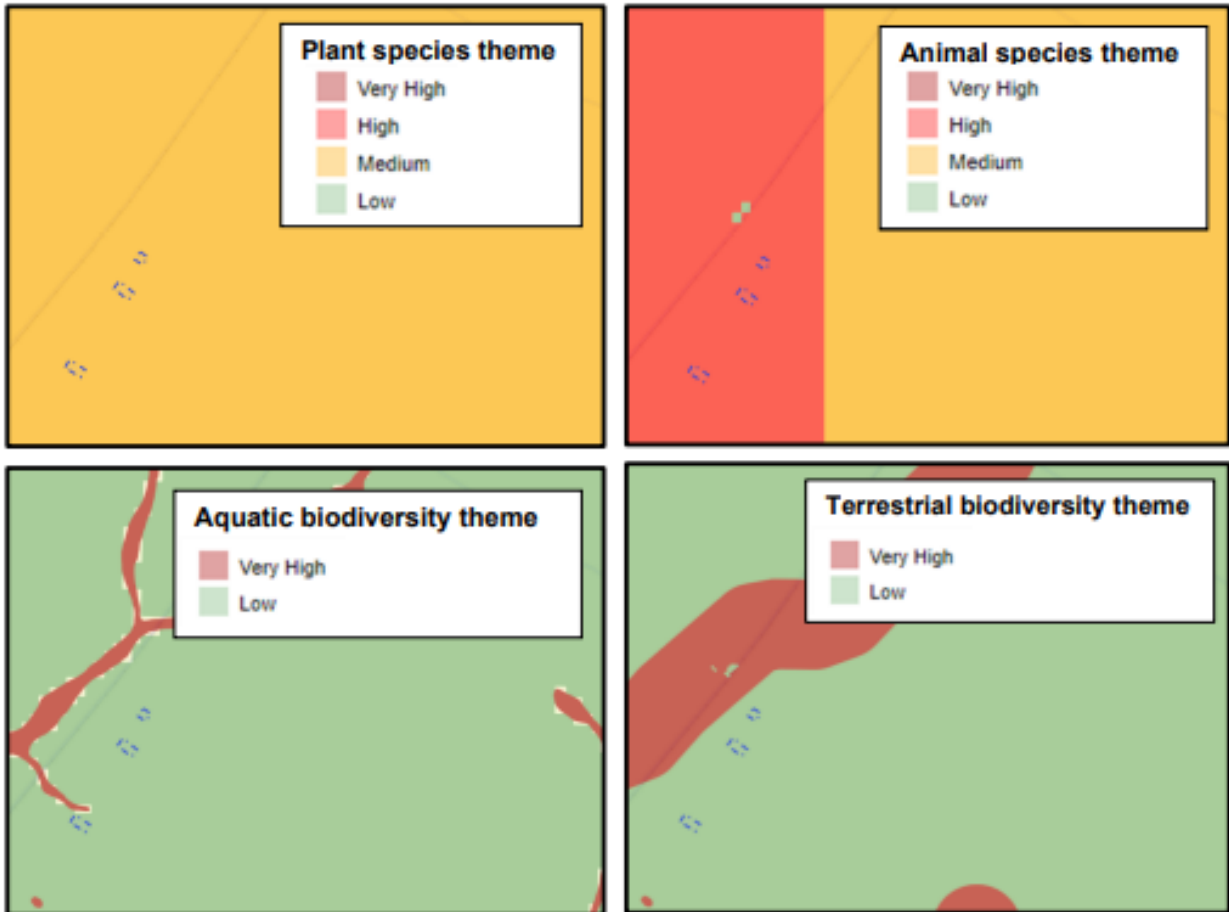 Plant species theme
Very High
High
Medium
Low
Animal species theme
Very High
High
Medium
Low
Aquatic biodiversity theme
Very High
Low
Terrestrial biodiversity theme
Very High
Low